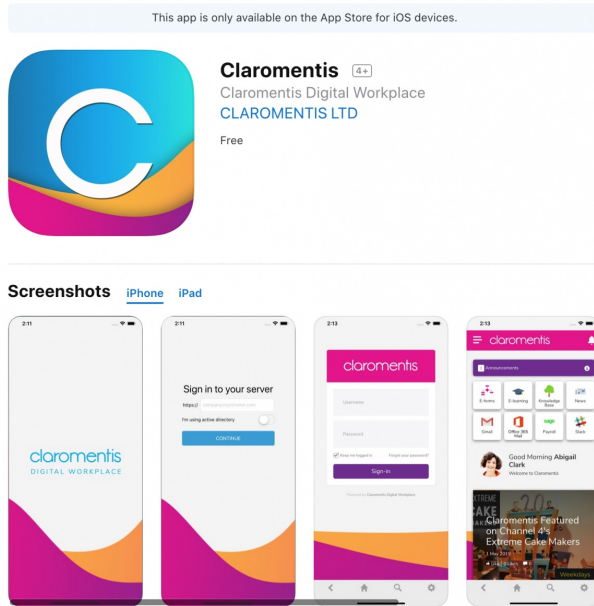 This app is only available on the App Store for iOS devices.
Claromentis 4+
Claromentis Digital Workplace
CLAROMENTIS LTD
Free
Screenshots iPhone iPad
2:11
claromentis
DIGITAL WORKPLACE
2:11
Sign in to your server
https://
I'm using active directory
CONTINUE
2:13
claromentis
Username
Password
Keep me logged in Forgot your password?
Sign-in
Powered by Claromentis Digital Workplace
2:13
claromentis
Announcements
E-forms E-learning Knowledge Base News
Gmail Office 365 Mail Payroll Slack
Good Morning Abigail
Clark
Welcome to Claromentis
Claromentis Featured
on Channel 4's
Extreme Cake Makers
1 May 2019
Weekdays